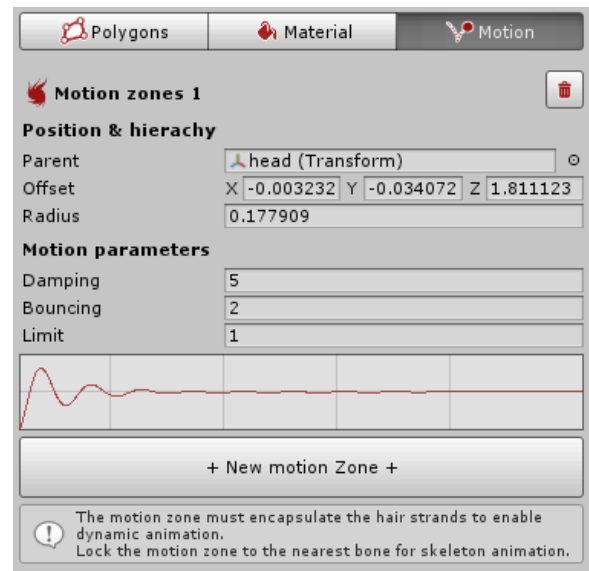 Polygons Material Motion
Motion zones 1
Position & hierachy
Parent head (Transform)
Offset X -0.003232 Y -0.034072 Z 1.811123
Radius 0.177909
Motion parameters
Damping 5
Bouncing 2
Limit 1
+ New motion Zone +
The motion zone must encapsulate the hair strands to enable
dynamic animation.
Lock the motion zone to the nearest bone for skeleton animation.